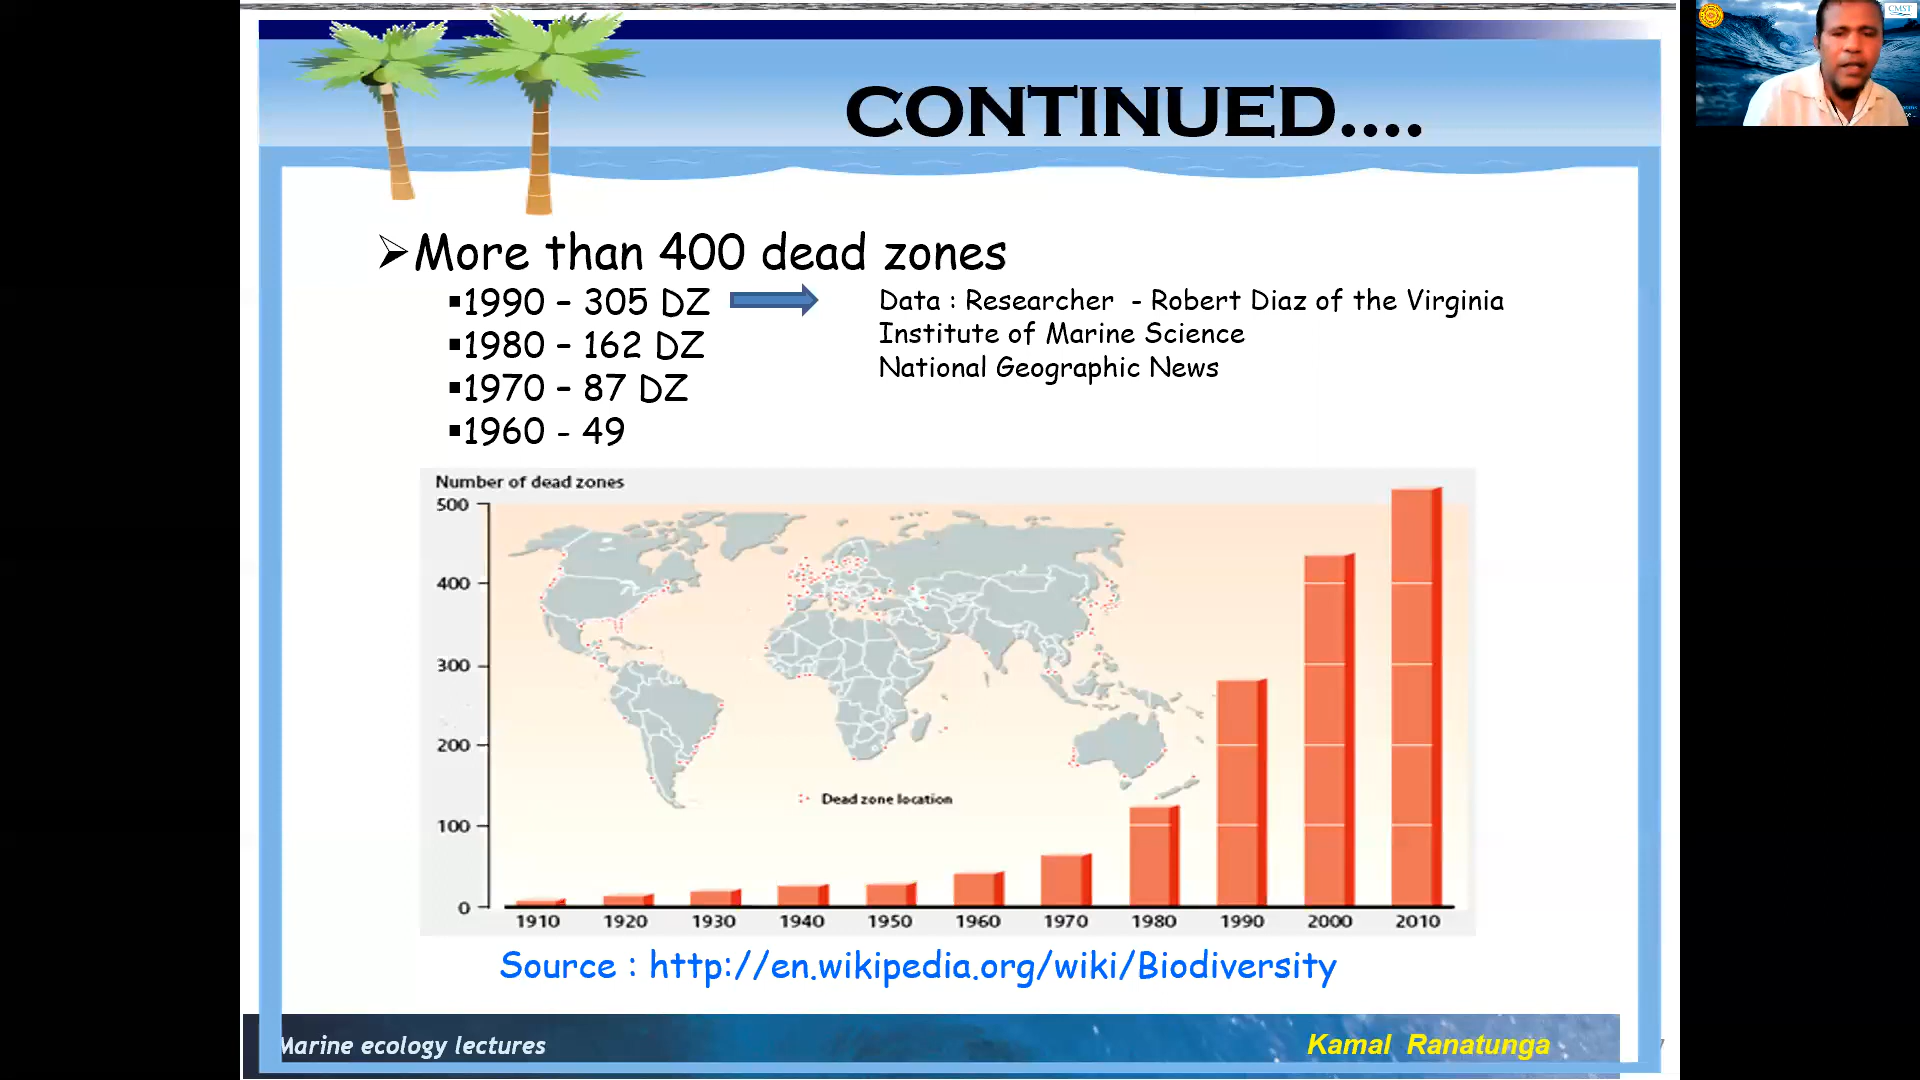 CONTINUED....
➢More than 400 dead zones
▪1990 – 305 DZ
▪1980 – 162 DZ
▪1970 – 87 DZ
▪1960 - 49
Data : Researcher - Robert Diaz of the Virginia
Institute of Marine Science
National Geographic News
Number of dead zones
500
400
300
200
100
0
Dead zone location
1910 1920 1930 1940 1950 1960 1970 1980 1990 2000 2010
Source : http://en.wikipedia.org/wiki/Biodiversity
Marine ecology lectures
Kamal Ranatunga
CMST